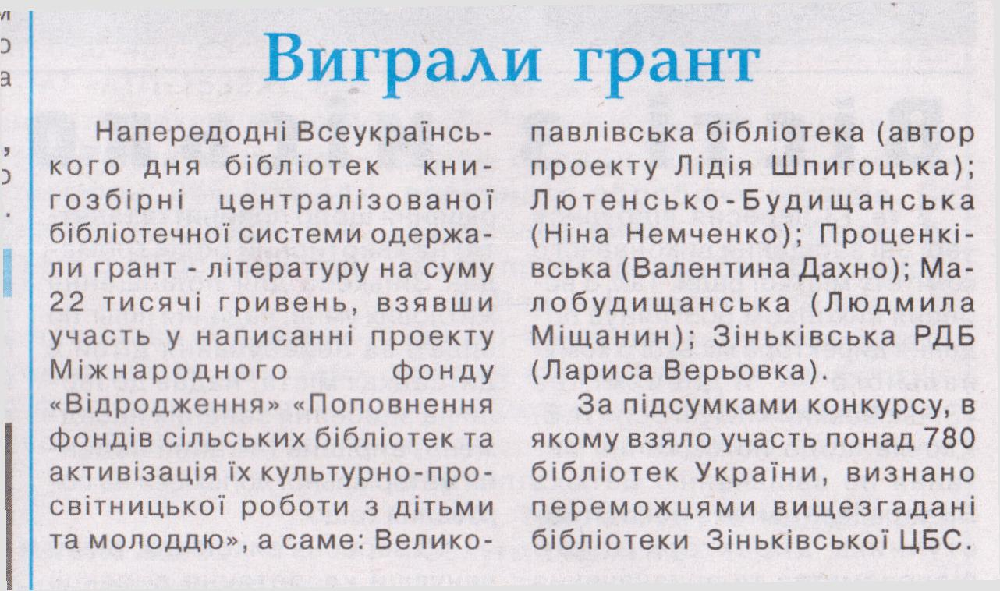 Виграли грант
Напередодні Всеукраїнсь-
кого дня бібліотек кни-
гозбірні централізованої
бібліотечної системи одержа-
ли грант - літературу на суму
22 тисячі гривень, взявши
участь у написанні проекту
Міжнародного фонду
«Відродження» «Поповнення
фондів сільських бібліотек та
активізація їх культурно-про-
світницької роботи з дітьми
та молоддю», а саме: Велико-
павлівська бібліотека (автор
проекту Лідія Шпигоцька);
Лютенсько-Будищанська
(Ніна Немченко); Проценкі-
вська (Валентина Дахно); Ма-
лобудищанська (Людмила
Міщанин); Зіньківська РДБ
(Лариса Верьовка).
За підсумками конкурсу, в
якому взяло участь понад 780
бібліотек України, визнано
переможцями вищезгадані
бібліотеки Зіньківської ЦБС.